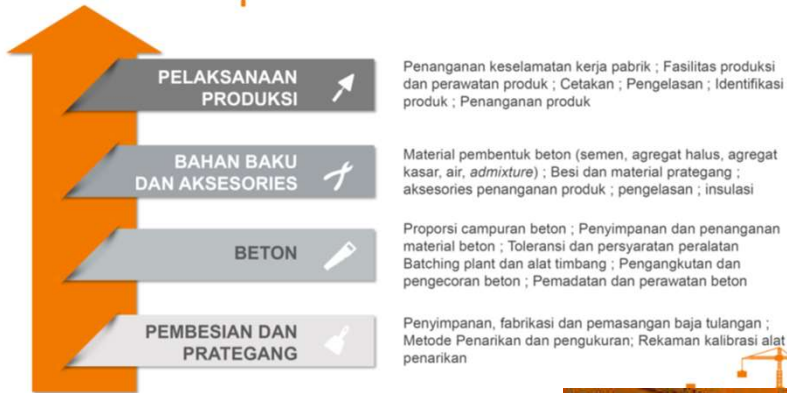 PELAKSANAAN
PRODUKSI
Penanganan keselamatan kerja pabrik ; Fasilitas produksi
dan perawatan produk ; Cetakan ; Pengelasan ; Identifikasi
produk ; Penanganan produk
BAHAN BAKU
DAN AKSESORIES
Material pembentuk beton (semen, agregat halus, agregat
kasar, air, admixture) ; Besi dan material prategang ;
aksesories penanganan produk ; pengelasan ; insulasi
BETON
Proporsi campuran beton ; Penyimpanan dan penanganan
material beton ; Toleransi dan persyaratan peralatan
Batching plant dan alat timbang ; Pengangkutan dan
pengecoran beton ; Pemadatan dan perawatan beton
PEMBESIAN DAN
PRATEGANG
Penyimpanan, fabrikasi dan pemasangan baja tulangan ;
Metode Penarikan dan pengukuran; Rekaman kalibrasi alat
penarikan